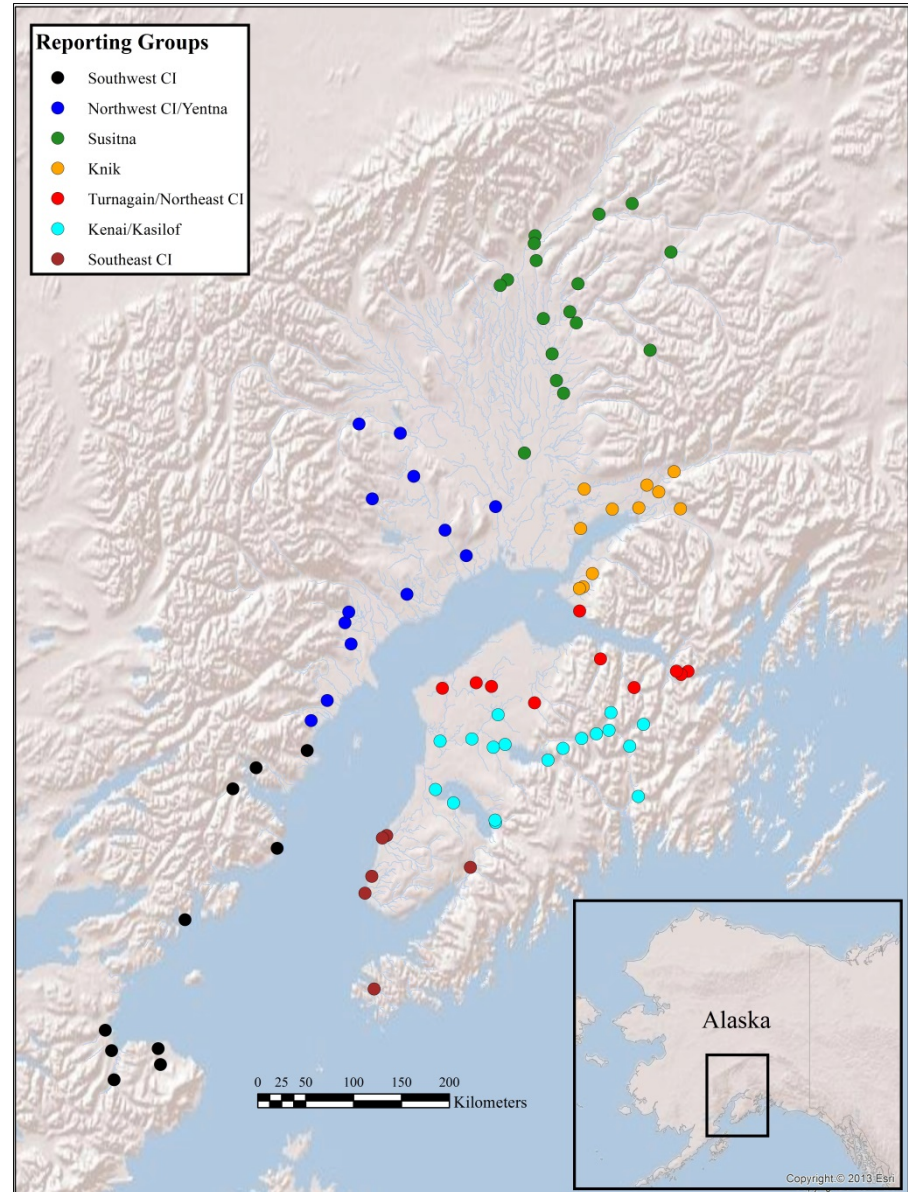 Reporting Groups
Southwest CI
Northwest CI/Yentna
Susitna
Knik
Turnagain/Northeast CI
Kenai/Kasilof
Southeast CI
Alaska
0 25 50 100 150 200
Kilometers
Copyright:© 2013 Esri